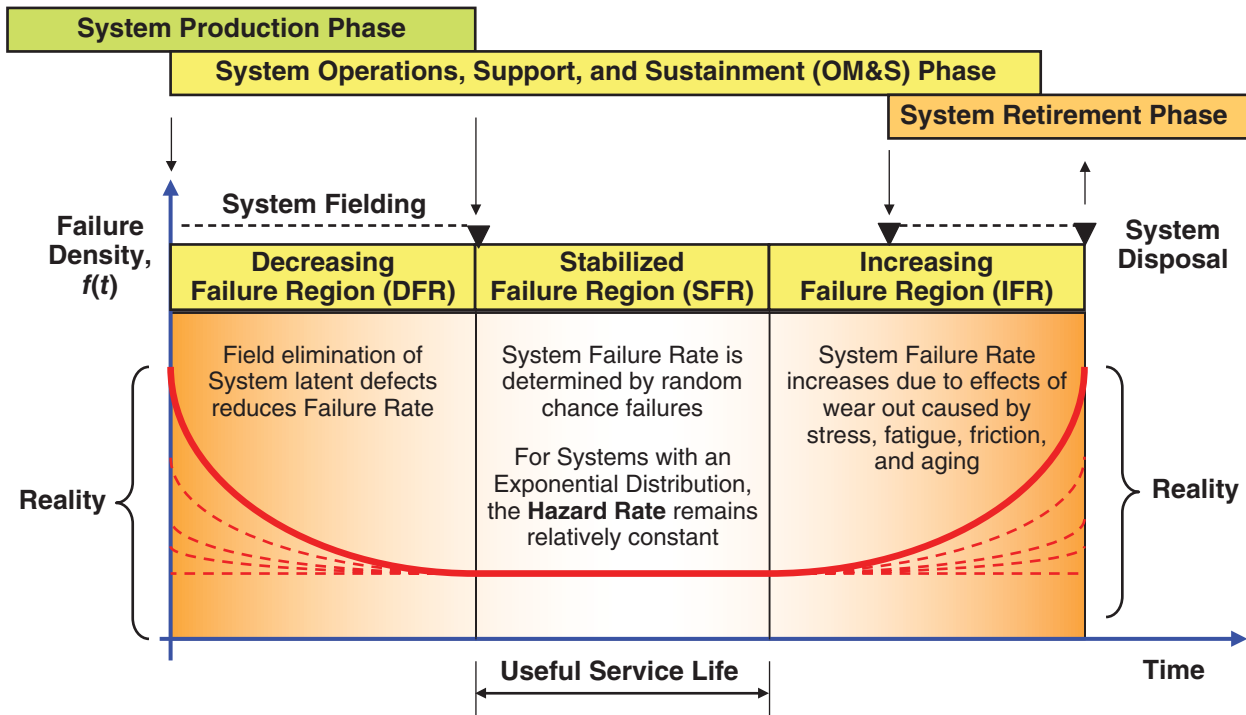 System Production Phase
System Operations, Support, and Sustainment (OM&S) Phase
System Retirement Phase
System Fielding
Failure
Density,
f(t)
System
Disposal
Decreasing
Failure Region (DFR)
Stabilized
Failure Region (SFR)
Increasing
Failure Region (IFR)
Field elimination of
System latent defects
reduces Failure Rate
System Failure Rate is
determined by random
chance failures
For Systems with an
Exponential Distribution,
the Hazard Rate remains
relatively constant
System Failure Rate
increases due to effects of
wear out caused by
stress, fatigue, friction,
and aging
Reality
Reality
Useful Service Life
Time